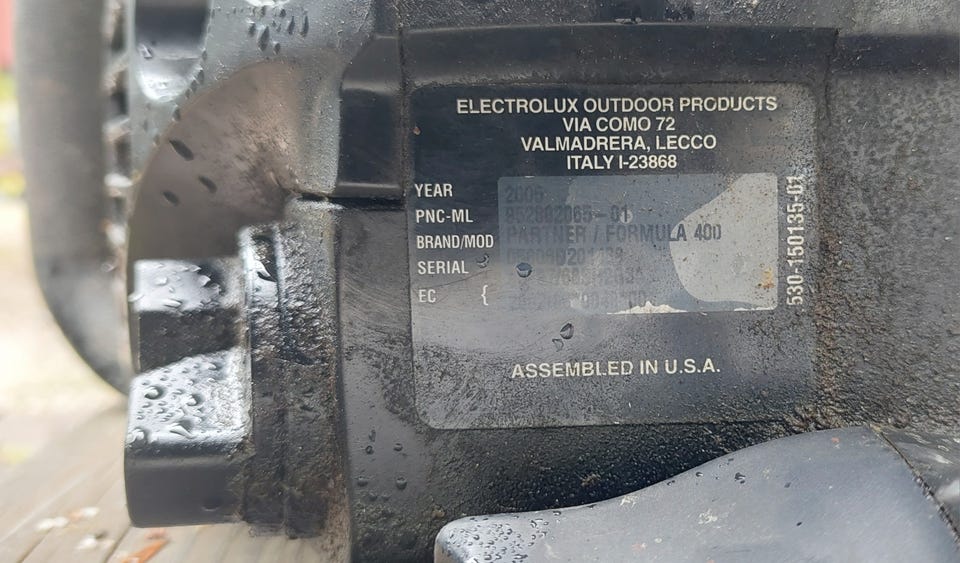 ELECTROLUX OUTDOOR PRODUCTS
VIA COMO 72
VALMADRERA, LECCO
ITALY I-23868
YEAR
PNC-ML
BRAND/MOD PARTNER / FORMULA 400
SERIAL
EC {
ASSEMBLED IN U.S.A.
530-150135-01